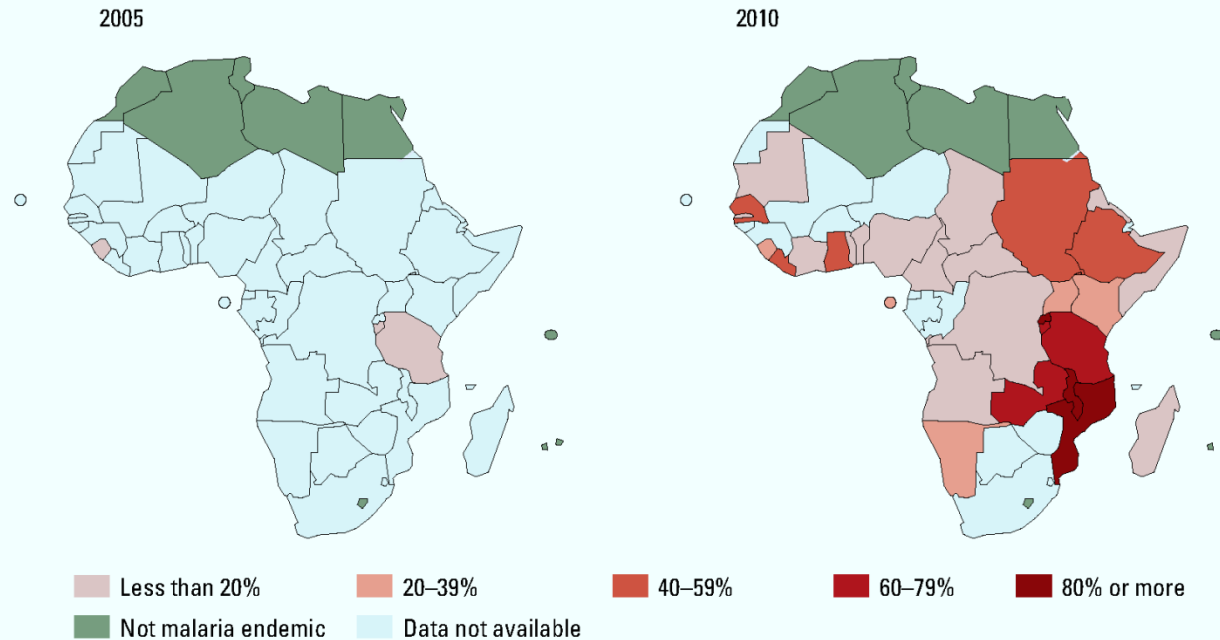 2005
2010
Less than 20%
20–39%
40–59%
60–79%
80% or more
Not malaria endemic
Data not available